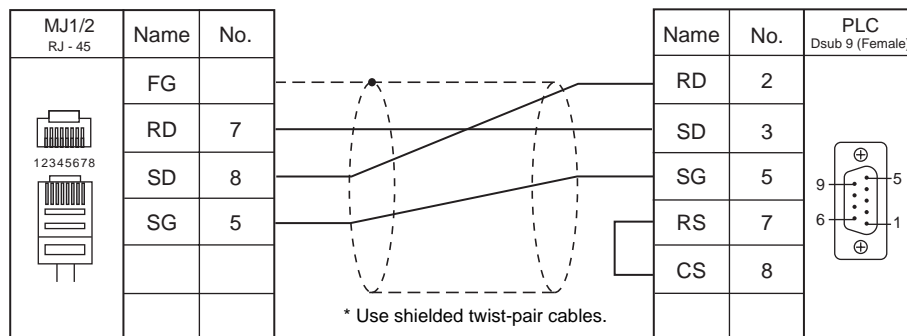 MJ1/2
RJ - 45
Name No.
FG
RD 7
SD 8
SG 5
12345678
Name No.
PLC
Dsub 9 (Female)
RD 2
SD 3
SG 5
RS 7
CS 8
9 5
6 1
* Use shielded twist-pair cables.